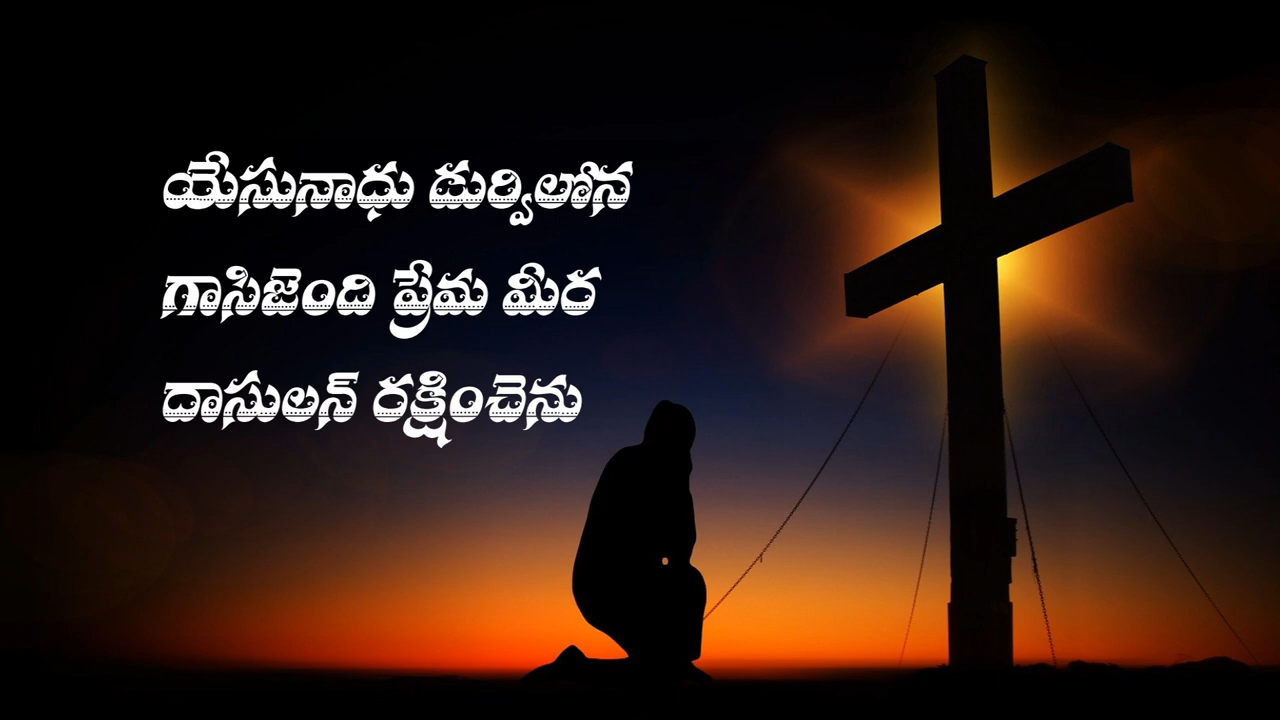 యేసునాధు డుర్విలోన
గాసిజెంది ప్రేమ మీర
దాసులన్ రక్షించెను